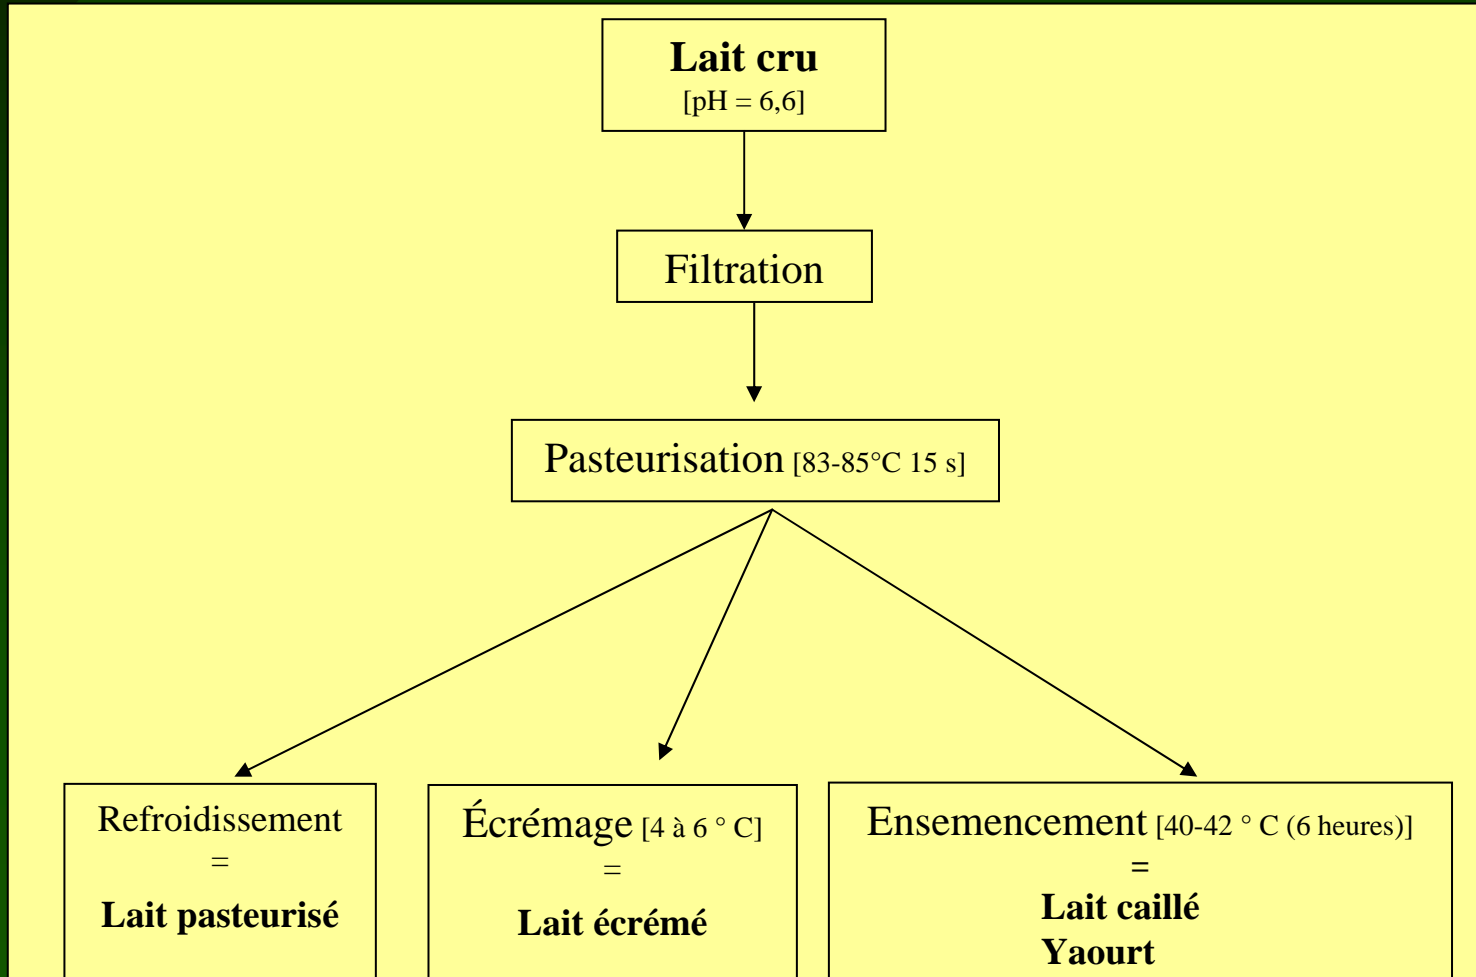 Lait cru
[pH = 6,6]
Filtration
Pasteurisation [83-85°C 15 s]
Refroidissement
=
Lait pasteurisé
Écrémage [4 à 6 ° C]
=
Lait écrémé
Ensemencement [40-42 ° C (6 heures)]
=
Lait caillé
Yaourt